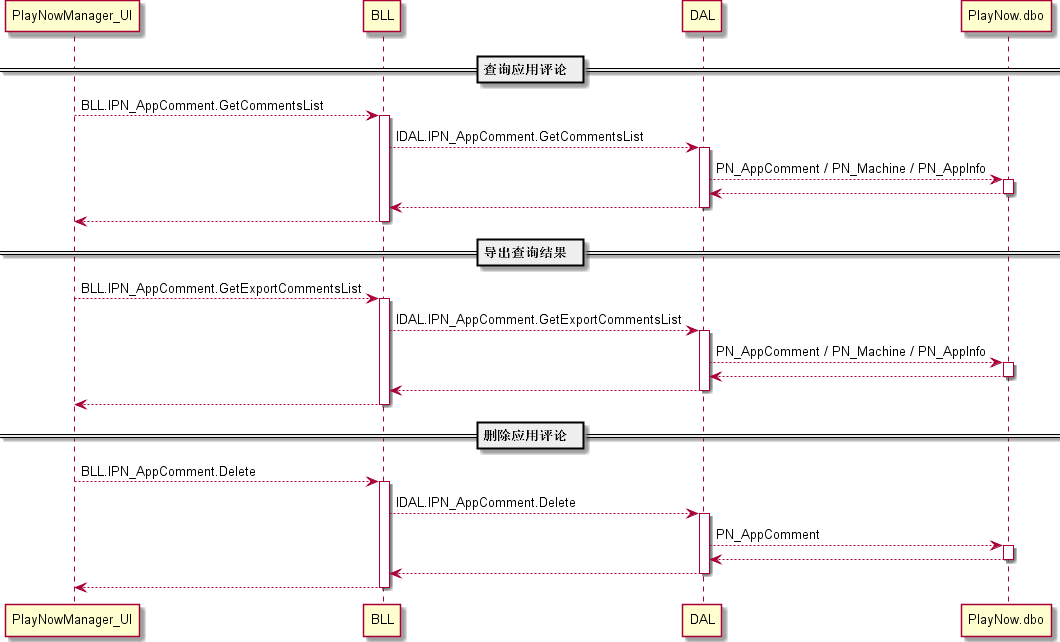 PlayNowManager_UI
BLL
DAL
PlayNow.dbo
查询应用评论
BLL.IPN_AppComment.GetCommentsList
IDAL.IPN_AppComment.GetCommentsList
PN_AppComment / PN_Machine / PN_AppInfo
导出查询结果
BLL.IPN_AppComment.GetExportCommentsList
IDAL.IPN_AppComment.GetExportCommentsList
PN_AppComment / PN_Machine / PN_AppInfo
删除应用评论
BLL.IPN_AppComment.Delete
IDAL.IPN_AppComment.Delete
PN_AppComment
PlayNowManager_UI
BLL
DAL
PlayNow.dbo